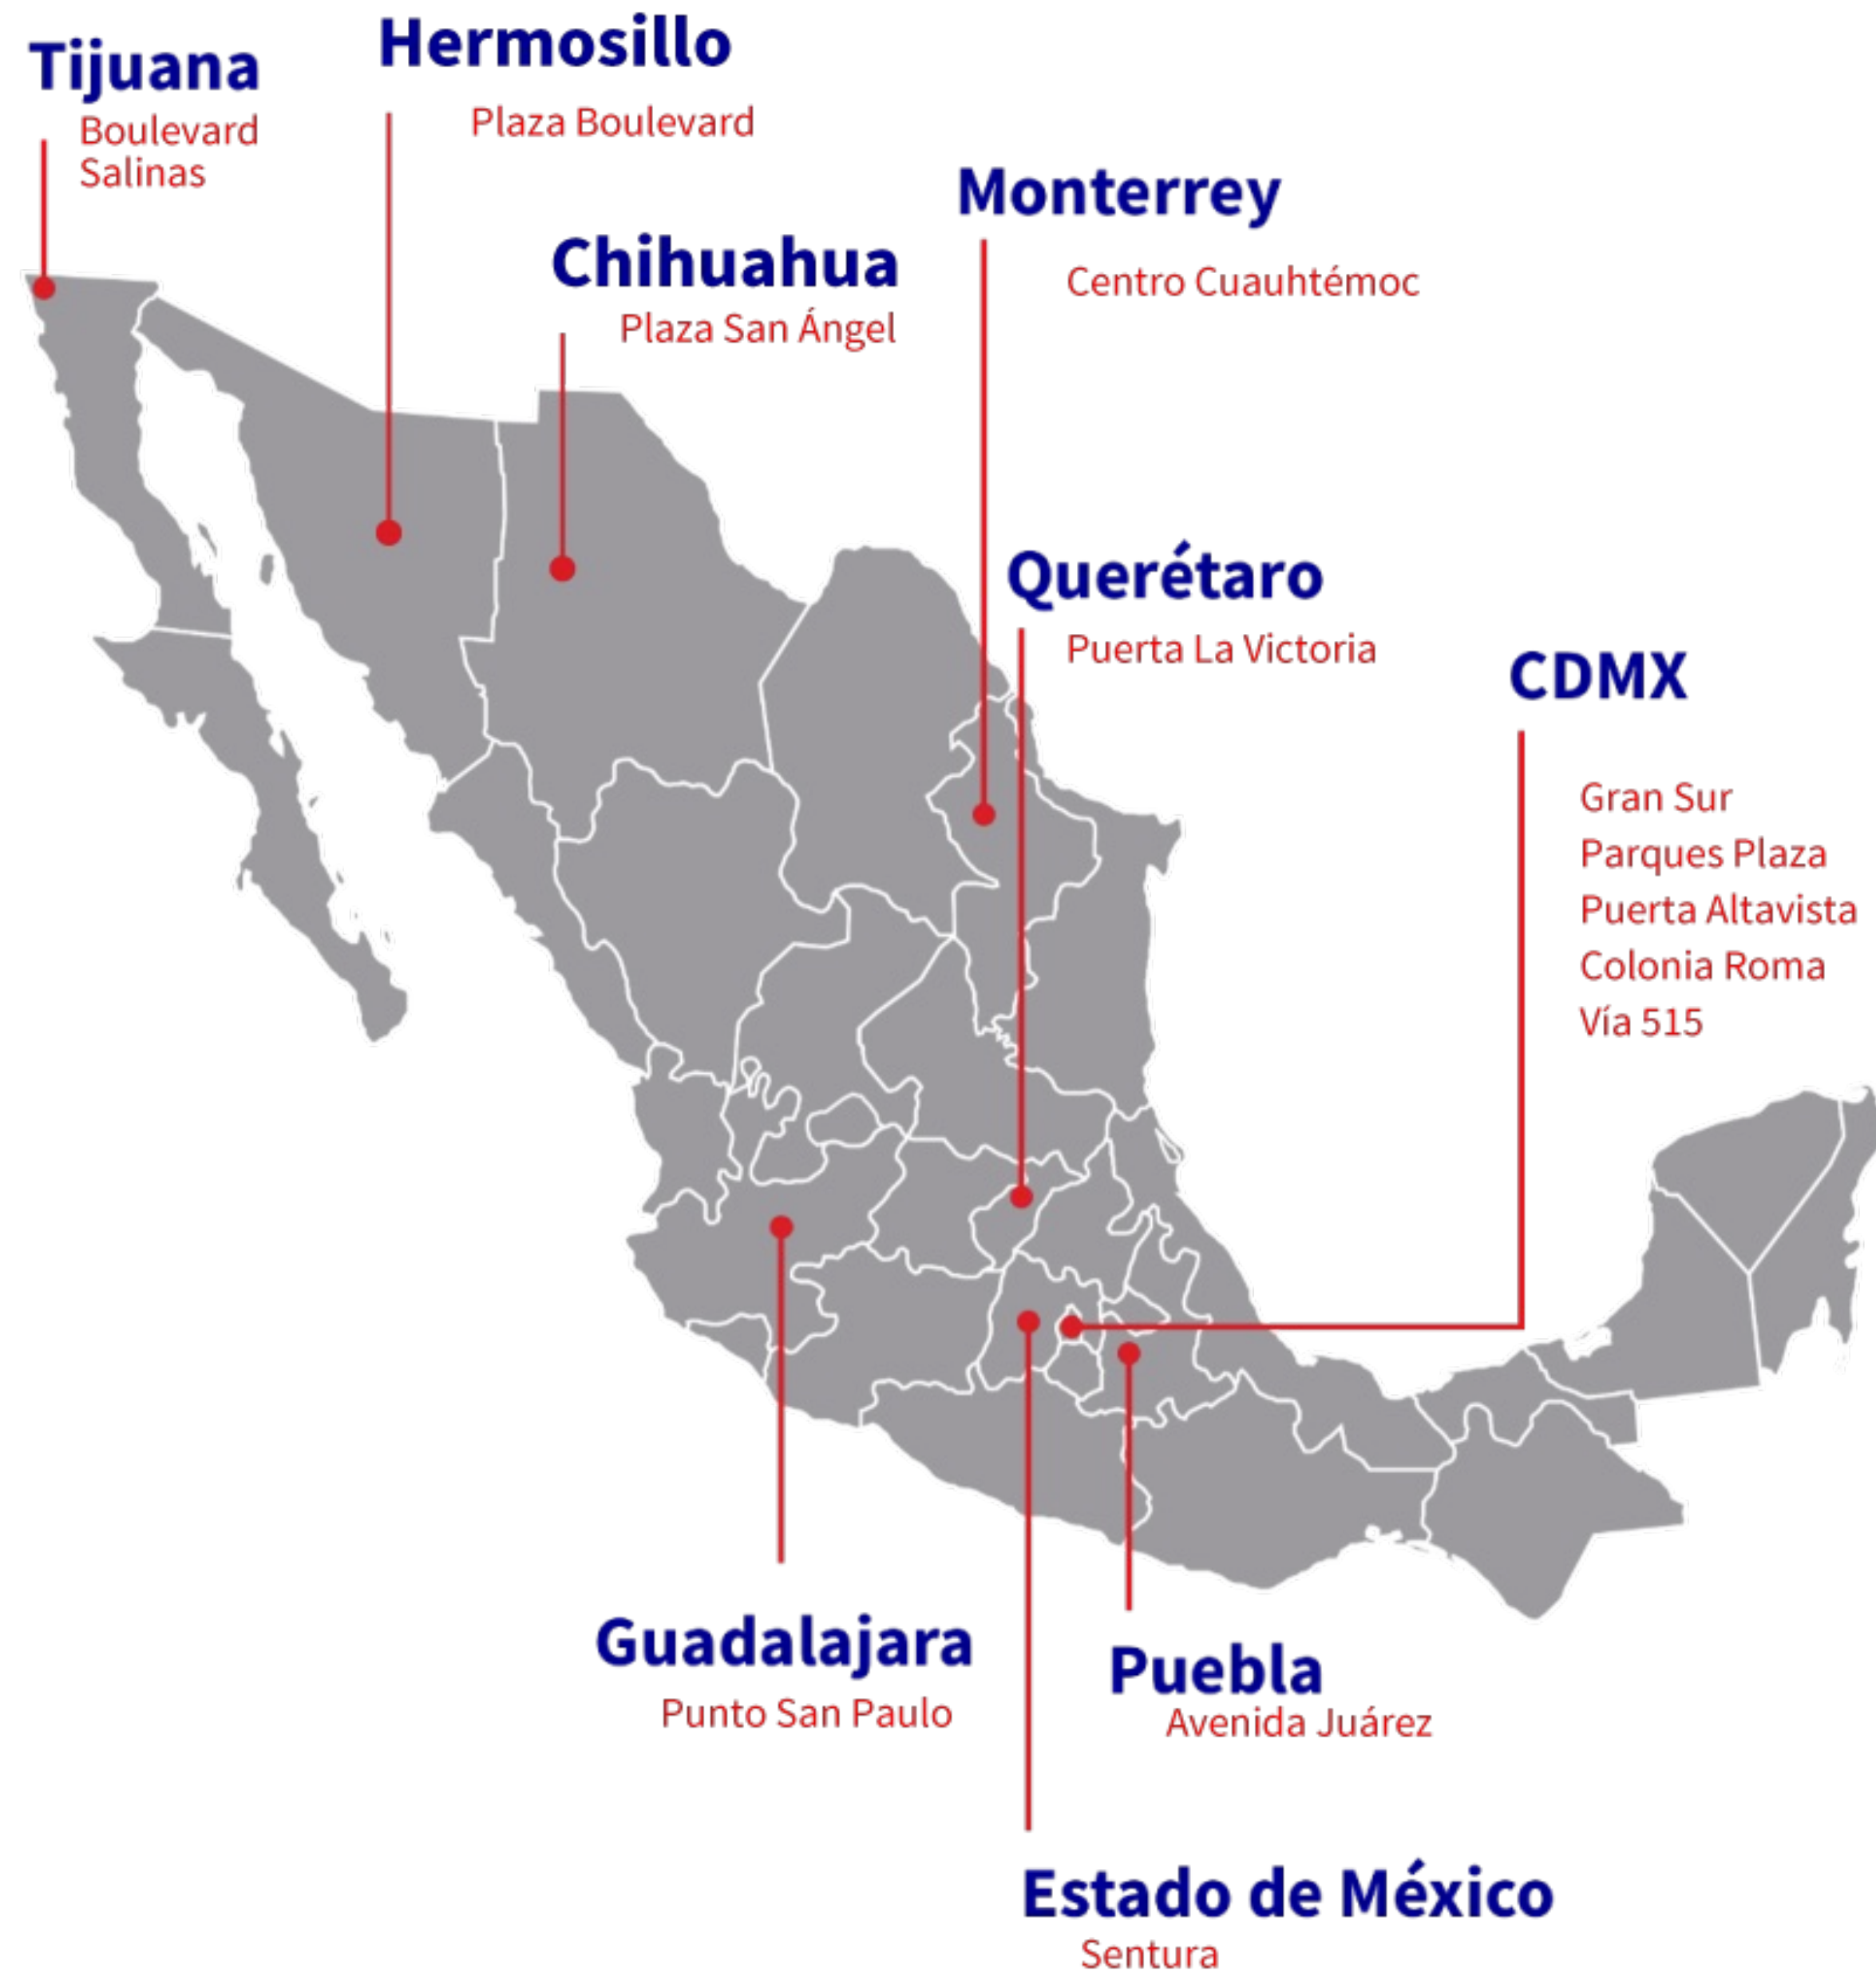 Tijuana
Boulevard
Salinas
Hermosillo
Plaza Boulevard
Chihuahua
Plaza San Ángel
Monterrey
Centro Cuauhtémoc
Querétaro
Puerta La Victoria
CDMX
Gran Sur
Parques Plaza
Puerta Altavista
Colonia Roma
Vía 515
Guadalajara
Punto San Paulo
Puebla
Avenida Juárez
Estado de México
Sentura